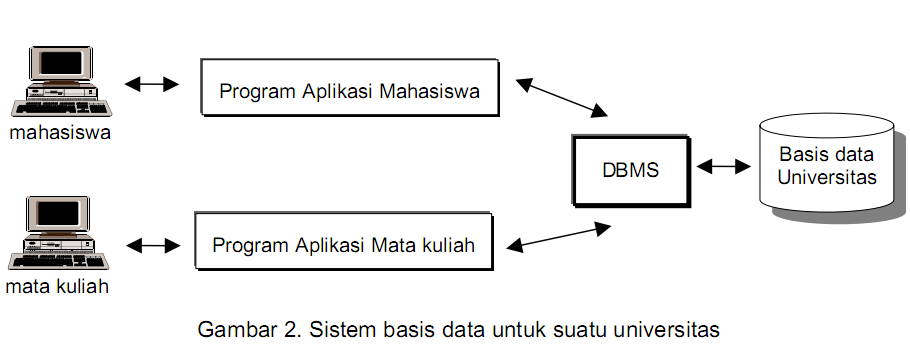 mahasiswa
Program Aplikasi Mahasiswa
DBMS
Basis data
Universitas
mata kuliah
Program Aplikasi Mata kuliah
Gambar 2. Sistem basis data untuk suatu universitas